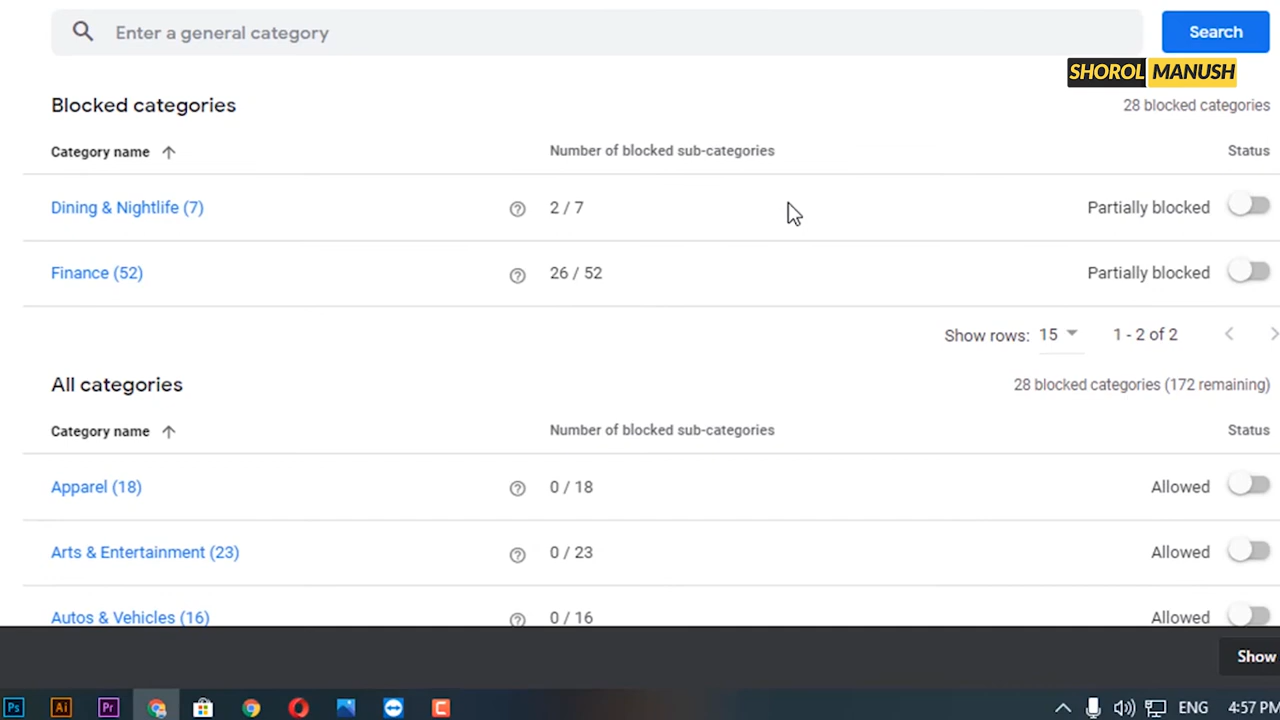 Enter a general category
Search
SHOROL MANUSH
Blocked categories
28 blocked categories
Category name
Number of blocked sub-categories
Status
Dining & Nightlife (7)
2 / 7
Partially blocked
Finance (52)
26 / 52
Partially blocked
Show rows: 15
1 - 2 of 2
All categories
28 blocked categories (172 remaining)
Category name
Number of blocked sub-categories
Status
Apparel (18)
0 / 18
Allowed
Arts & Entertainment (23)
0 / 23
Allowed
Autos & Vehicles (16)
0 / 16
Allowed
Show
Ps
Ai
Pr
C
ENG
4:57 PM